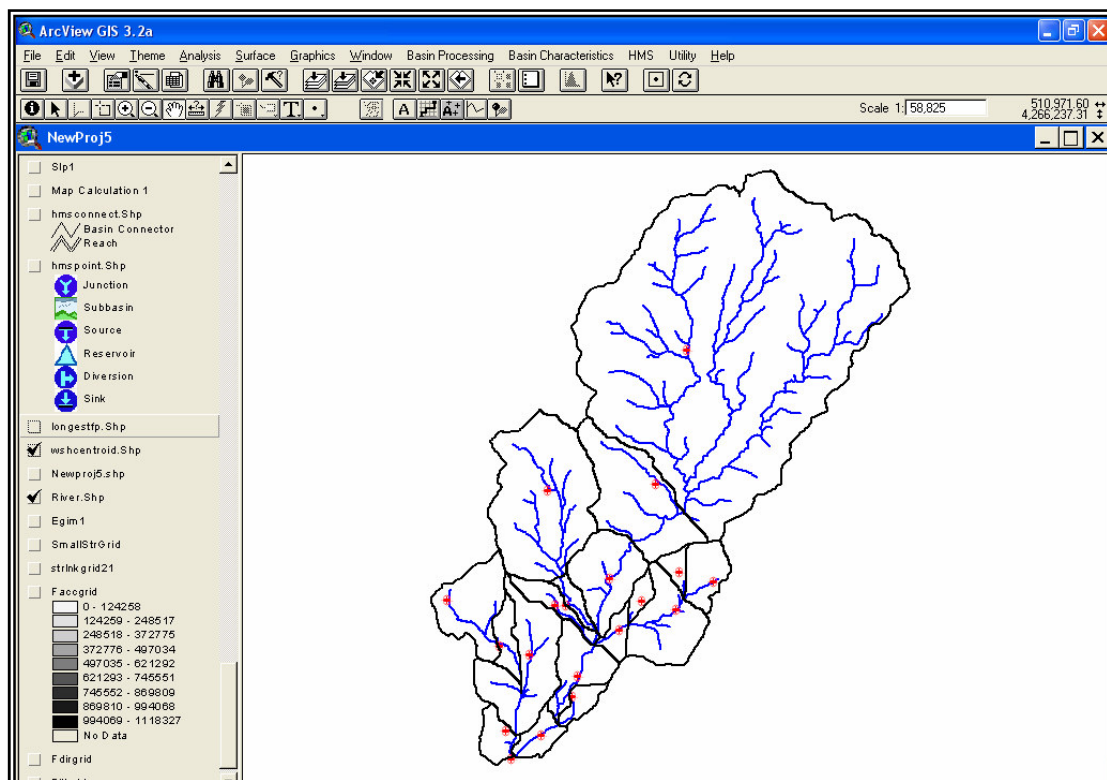 ArcView GIS 3.2a
File Edit View Theme Analysis Surface Graphics Window Basin Processing Basin Characteristics HMS Utility Help
T A
Scale 1: 58,825
510,971.60
4,266,237.31
NewProj5
Slp1
Map Calculation 1
hmsconnect.Shp
Basin Connector
Reach
hmspoint.Shp
Junction
Subbasin
Source
Reservoir
Diversion
Sink
longestfp.Shp
wshcentroid.Shp
Newproj5.shp
River.Shp
Egim1
SmallStrGrid
strlnkgrid21
Faccgrid
0 - 124258
124259 - 248517
248518 - 372775
372776 - 497034
497035 - 621292
621293 - 745551
745552 - 869809
869810 - 994068
994069 - 1118327
No Data
Fdirgrid